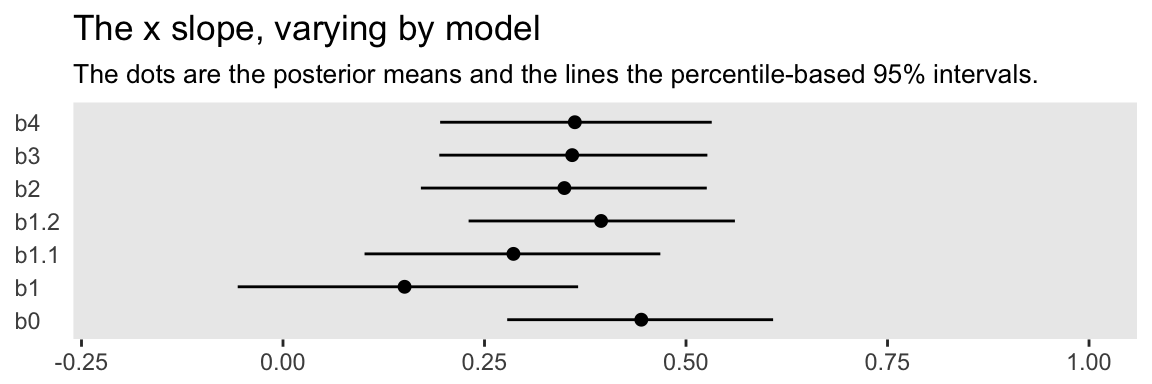 The x slope, varying by model
The dots are the posterior means and the lines the percentile-based 95% intervals.
b4
b3
b2
b1.2
b1.1
b1
b0
-0.25 0.00 0.25 0.50 0.75 1.00